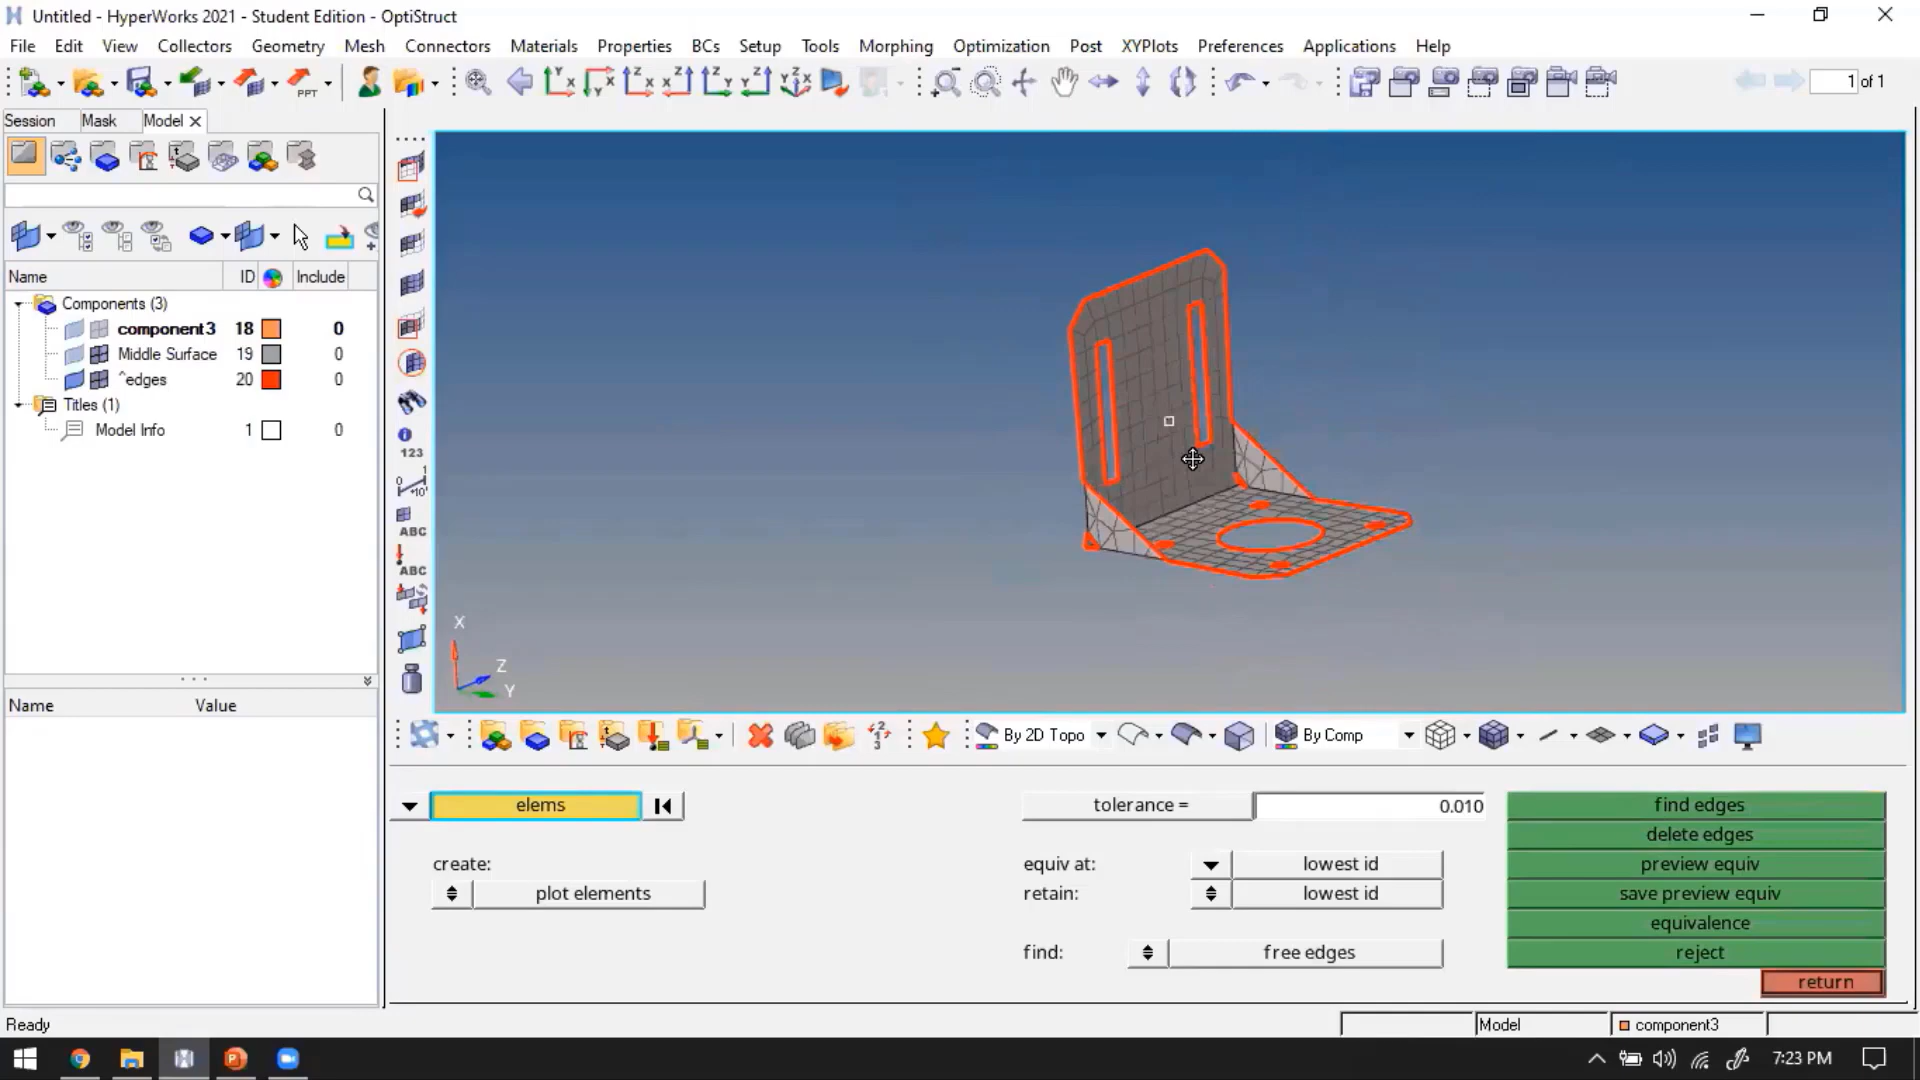 Untitled - HyperWorks 2021 - Student Edition - OptiStruct
File Edit View Collectors Geometry Mesh Connectors Materials Properties BCs Setup Tools Morphing Optimization Post XYPlots Preferences Applications Help
PPT
1 of 1
Session Mask Model
Name ID Include
Components (3)
component3 18 0
Middle Surface 19 0
^edges 20 0
Titles (1)
Model Info 1 0
123
ABC
ABC
X
Z
Y
Name Value
By 2D Topo By Comp
elems
tolerance = 0.010
find edges
delete edges
create:
equiv at: lowest id
preview equiv
plot elements
retain: lowest id
save preview equiv
equivalence
find: free edges
reject
return
Ready
Model
component3
7:23 PM